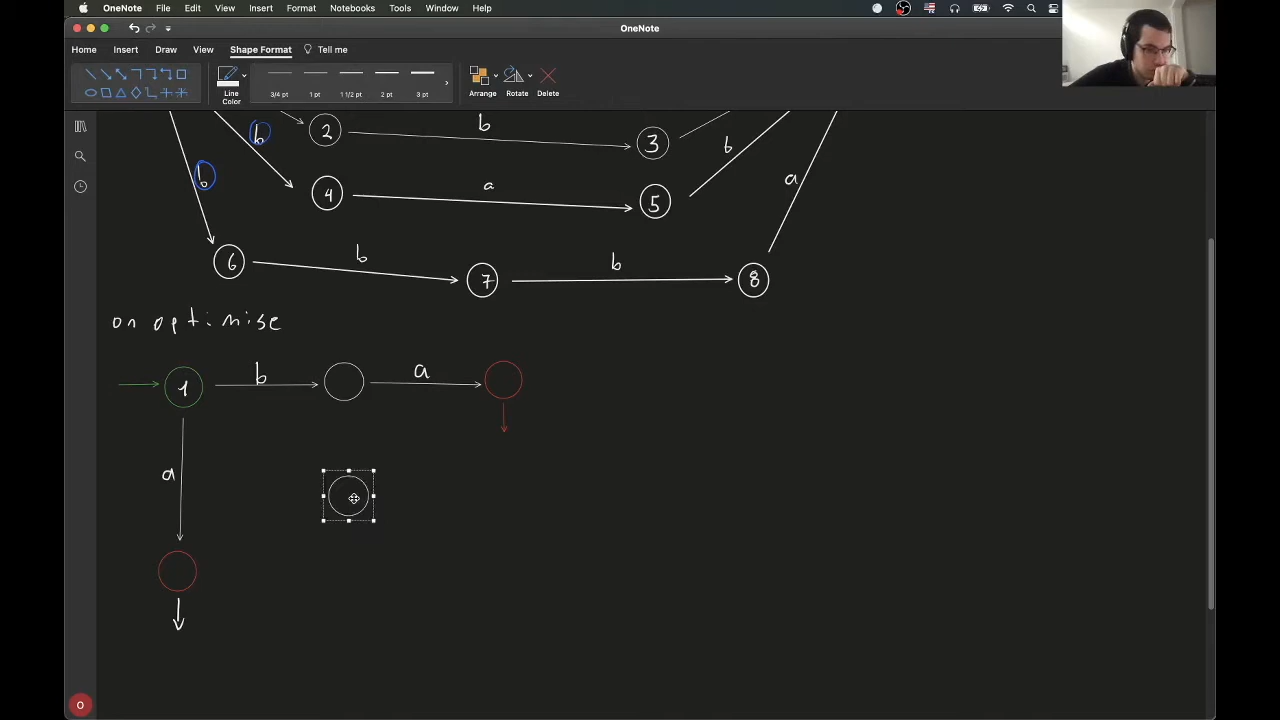 OneNote File Edit View Insert Format Notebooks Tools Window Help
OneNote
Home Insert Draw View Shape Format Tell me
3/4 pt 1 pt 1 1/2 pt 2 pt 3 pt
Line Color
Arrange Rotate Delete
b
2 3
b b
b
4 a 5 a
6 b 7 b 8
on optimise
1 b a
a
O